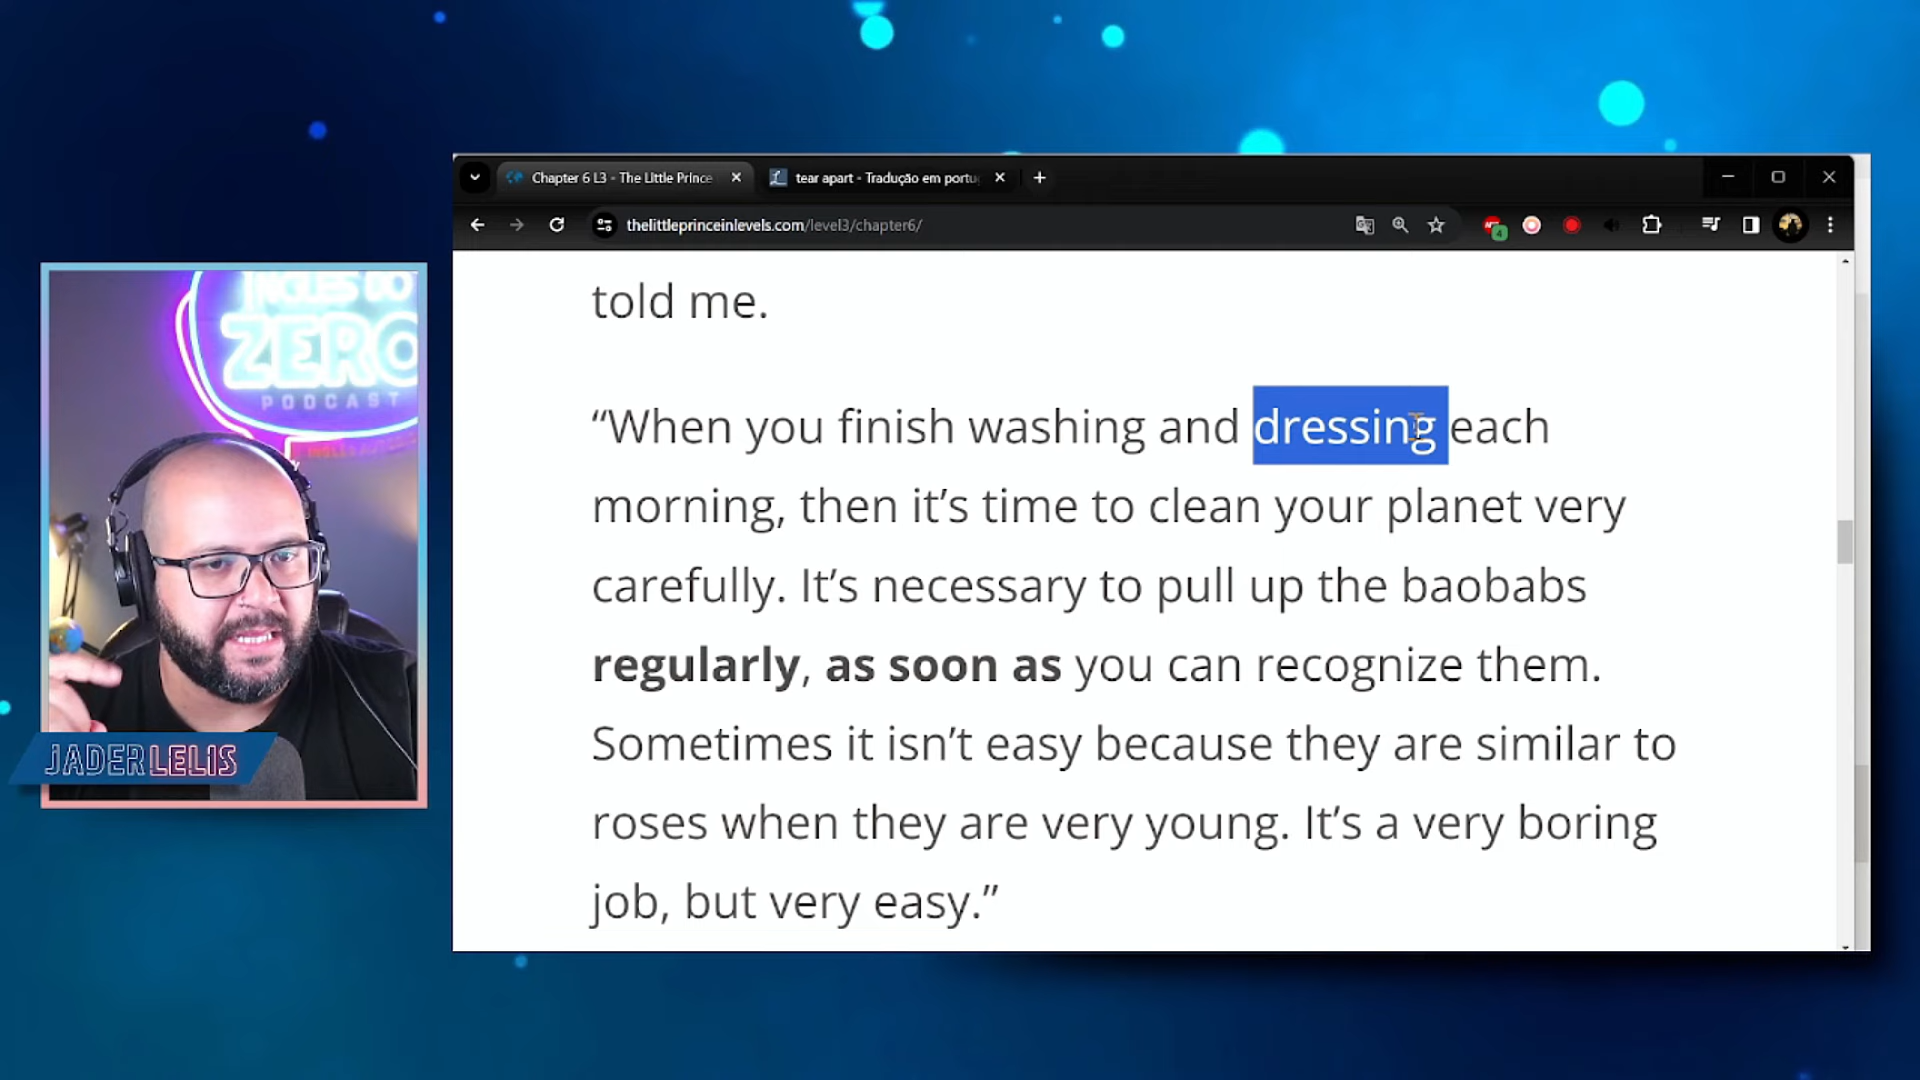 Chapter 6 L3 - The Little Prince
tear apart - Tradução em portu
thelittleprinceinlevels.com/level3/chapter6/
4
told me.
“When you finish washing and dressing each
morning, then it’s time to clean your planet very
carefully. It’s necessary to pull up the baobabs
regularly, as soon as you can recognize them.
Sometimes it isn’t easy because they are similar to
roses when they are very young. It’s a very boring
job, but very easy.”
ZERO
PODCAST
JADERLELIS